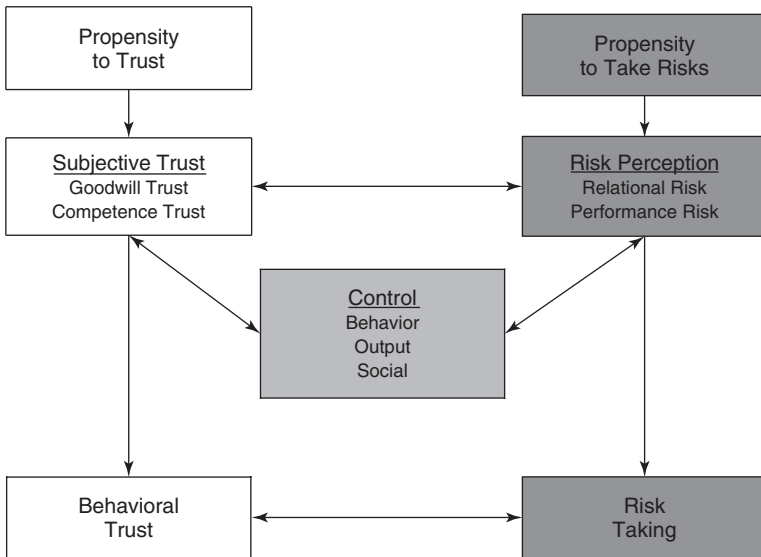 Propensity
to Trust
Propensity
to Take Risks
Subjective Trust
Goodwill Trust
Competence Trust
Risk Perception
Relational Risk
Performance Risk
Control
Behavior
Output
Social
Behavioral
Trust
Risk
Taking